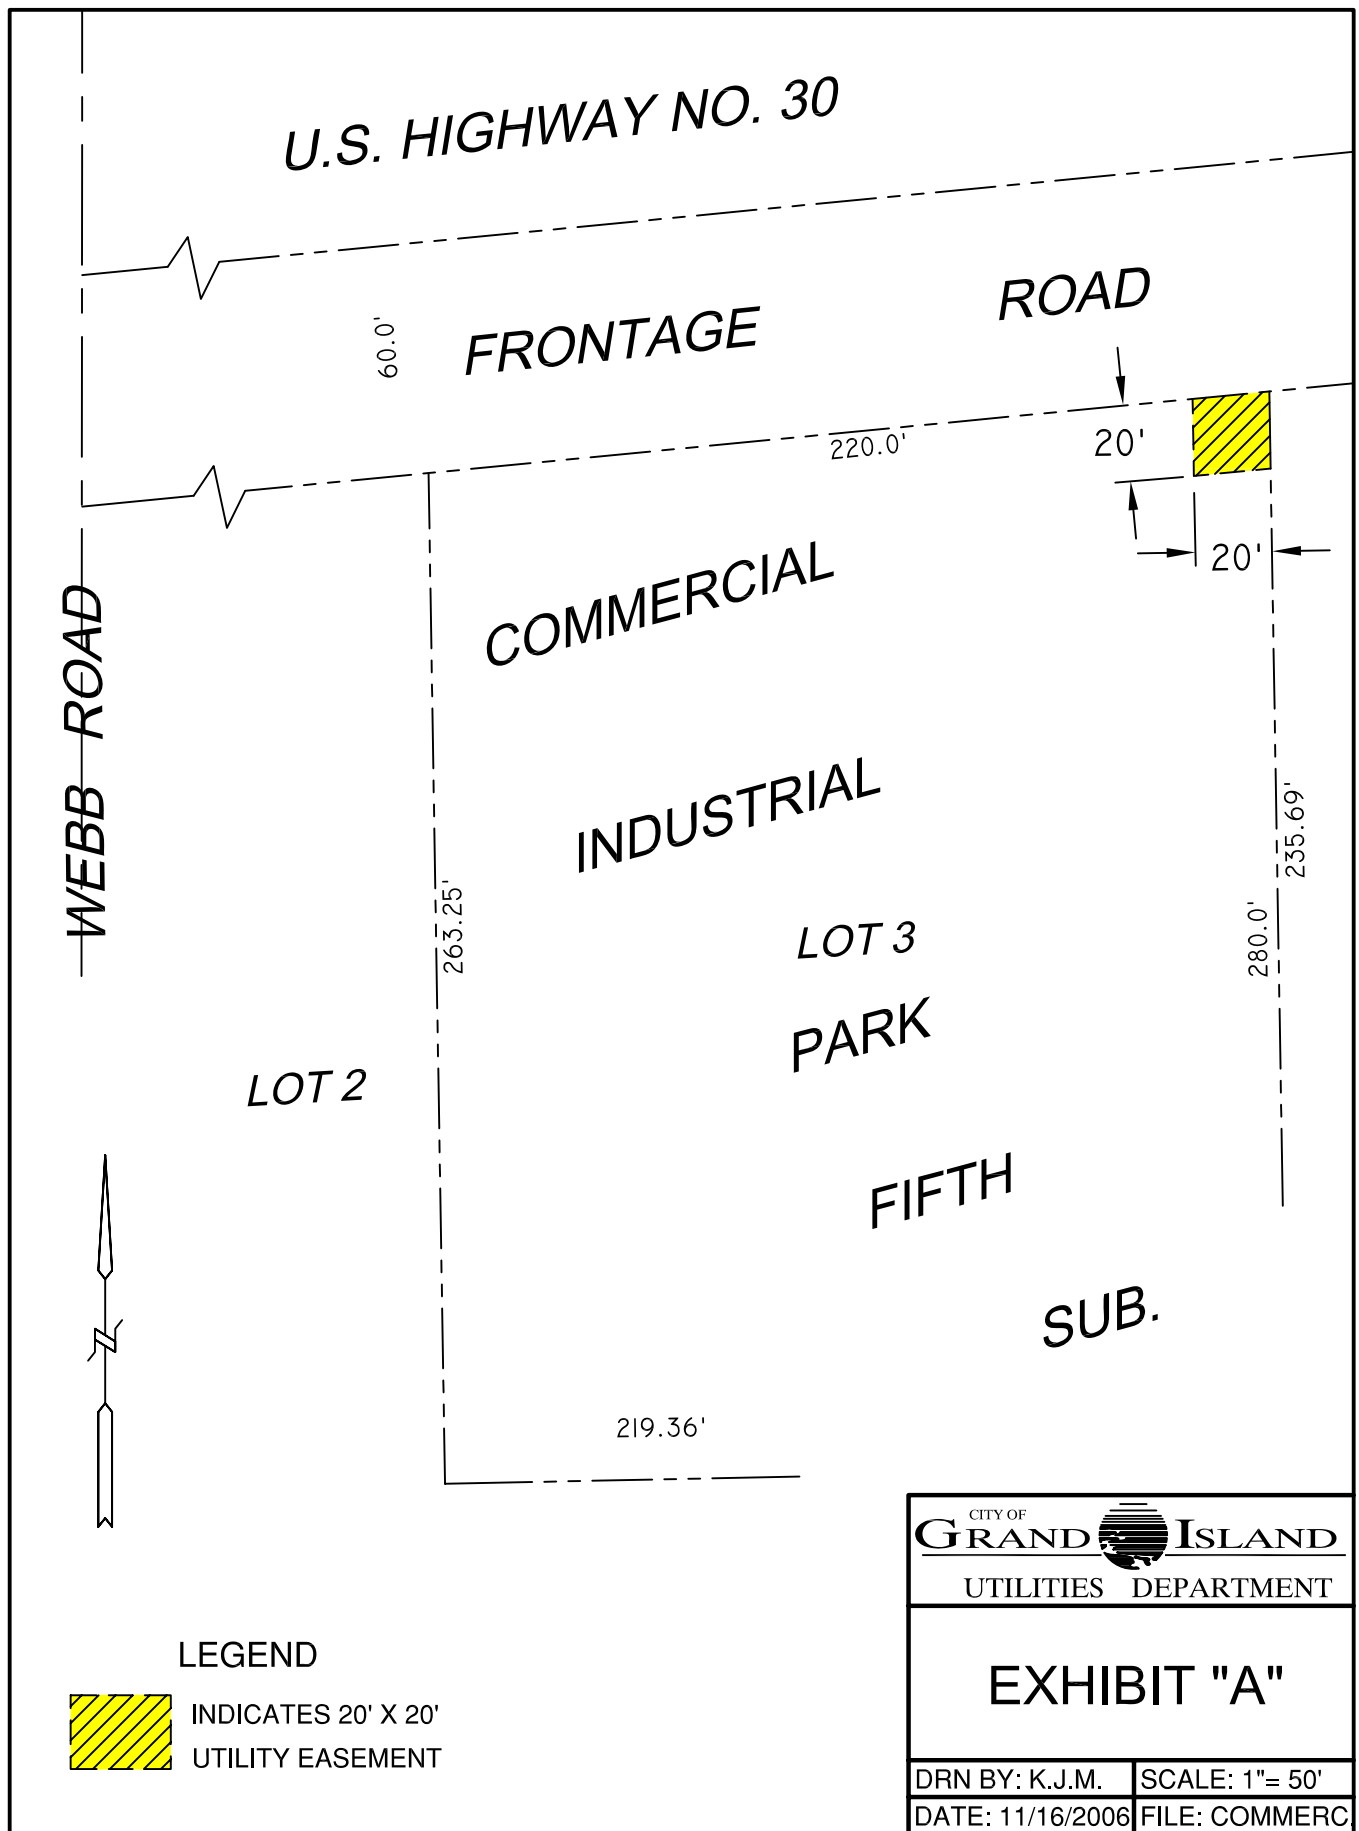 U.S. HIGHWAY NO. 30
FRONTAGE ROAD
60.0'
220.0'
20'
20'
COMMERCIAL
INDUSTRIAL
WEBB ROAD
263.25'
235.69'
280.0'
LOT 3
PARK
LOT 2
FIFTH
SUB.
219.36'
CITY OF
GRAND ISLAND
UTILITIES DEPARTMENT
EXHIBIT "A"
LEGEND
INDICATES 20' X 20'
UTILITY EASEMENT
DRN BY: K.J.M.
SCALE: 1"= 50'
DATE: 11/16/2006
FILE: COMMERC.